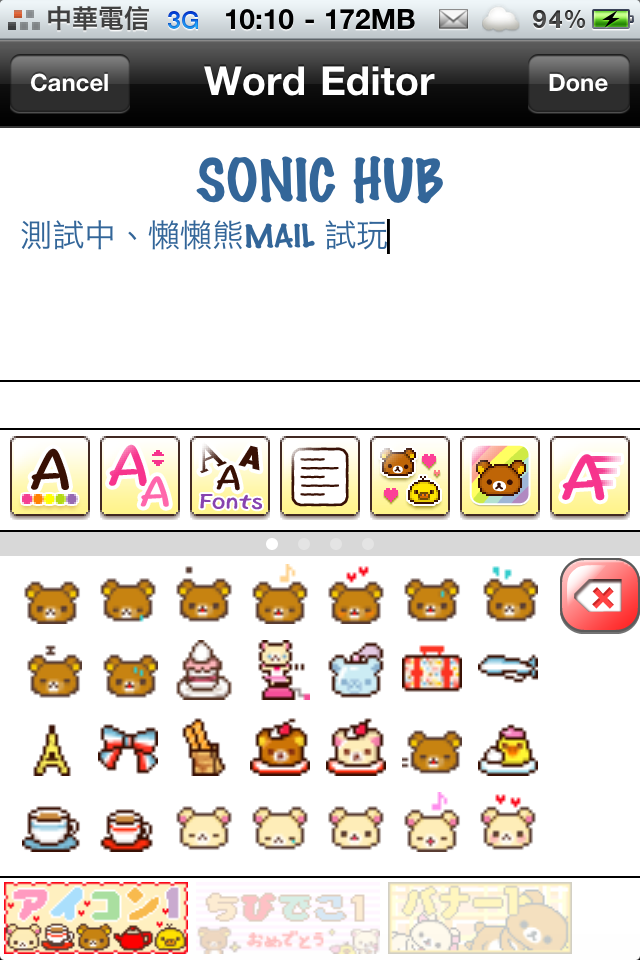 中華電信 3G 10:10 - 172MB 94%
Cancel Word Editor Done
SONIC HUB
測試中、懶懶熊MAIL 試玩
A A A A A A Fonts A
アイコン1 ちびでこ1 バナー1
おめでとう